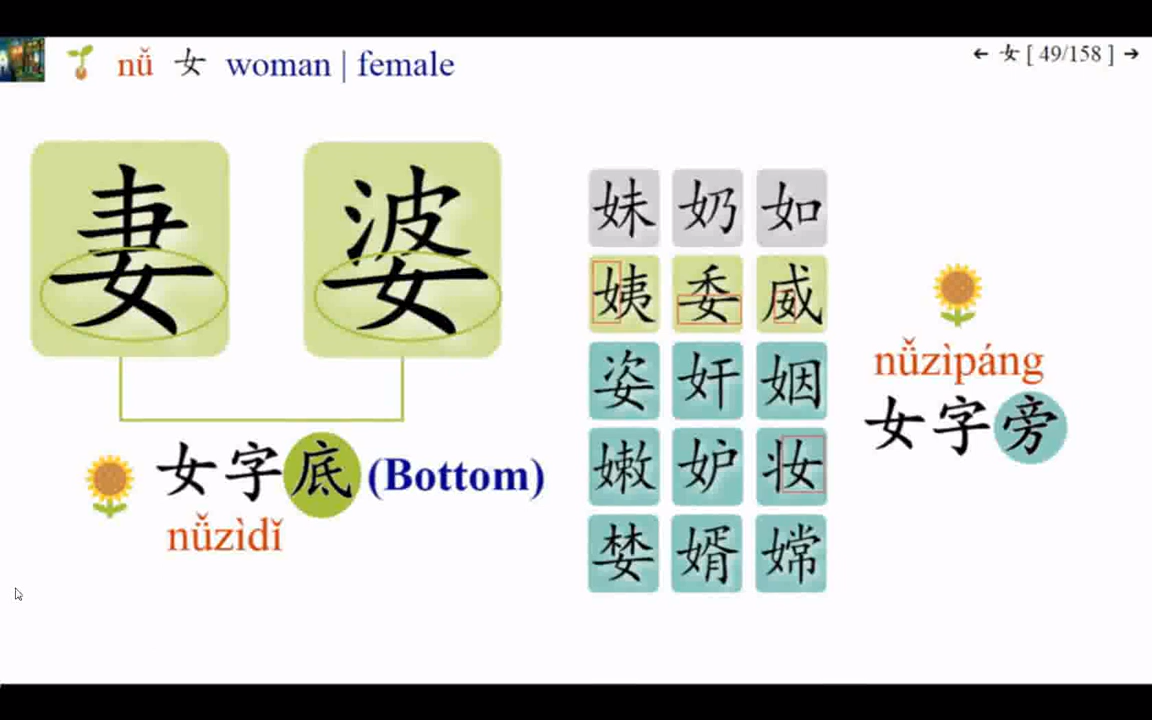 nǚ 女 woman | female
← 女 [ 49/158 ] →
妻 婆
女字底 (Bottom)
nǚzìdǐ
妹 奶 如
姨 委 威
姿 奸 姻
嫩 妒 妆
婪 婿 嫦
nǚzìpáng
女字旁